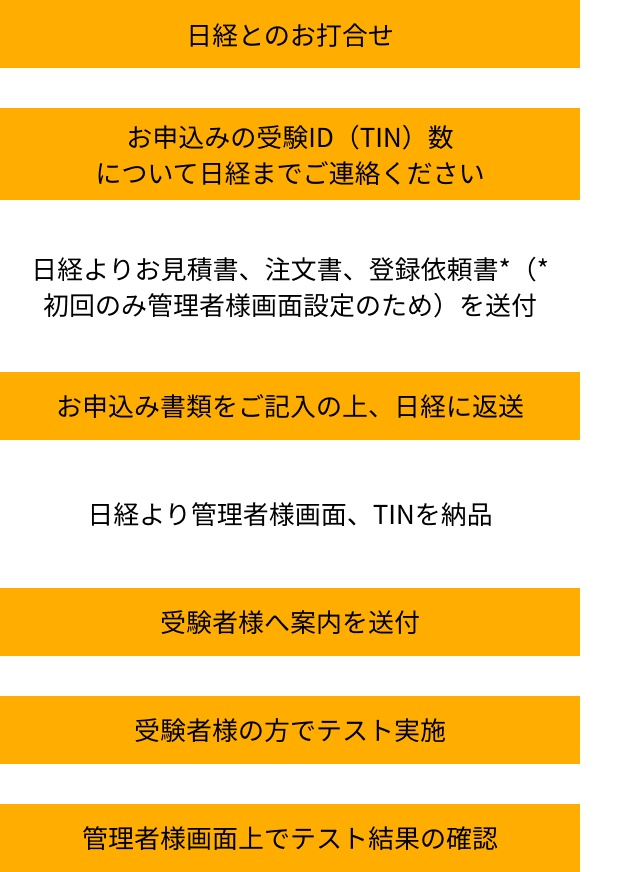 日経とのお打合せ
お申込みの受験ID（TIN）数
について日経までご連絡ください
日経よりお見積書、注文書、登録依頼書*（*
初回のみ管理者様画面設定のため）を送付
お申込み書類をご記入の上、日経に返送
日経より管理者様画面、TINを納品
受験者様へ案内を送付
受験者様の方でテスト実施
管理者様画面上でテスト結果の確認